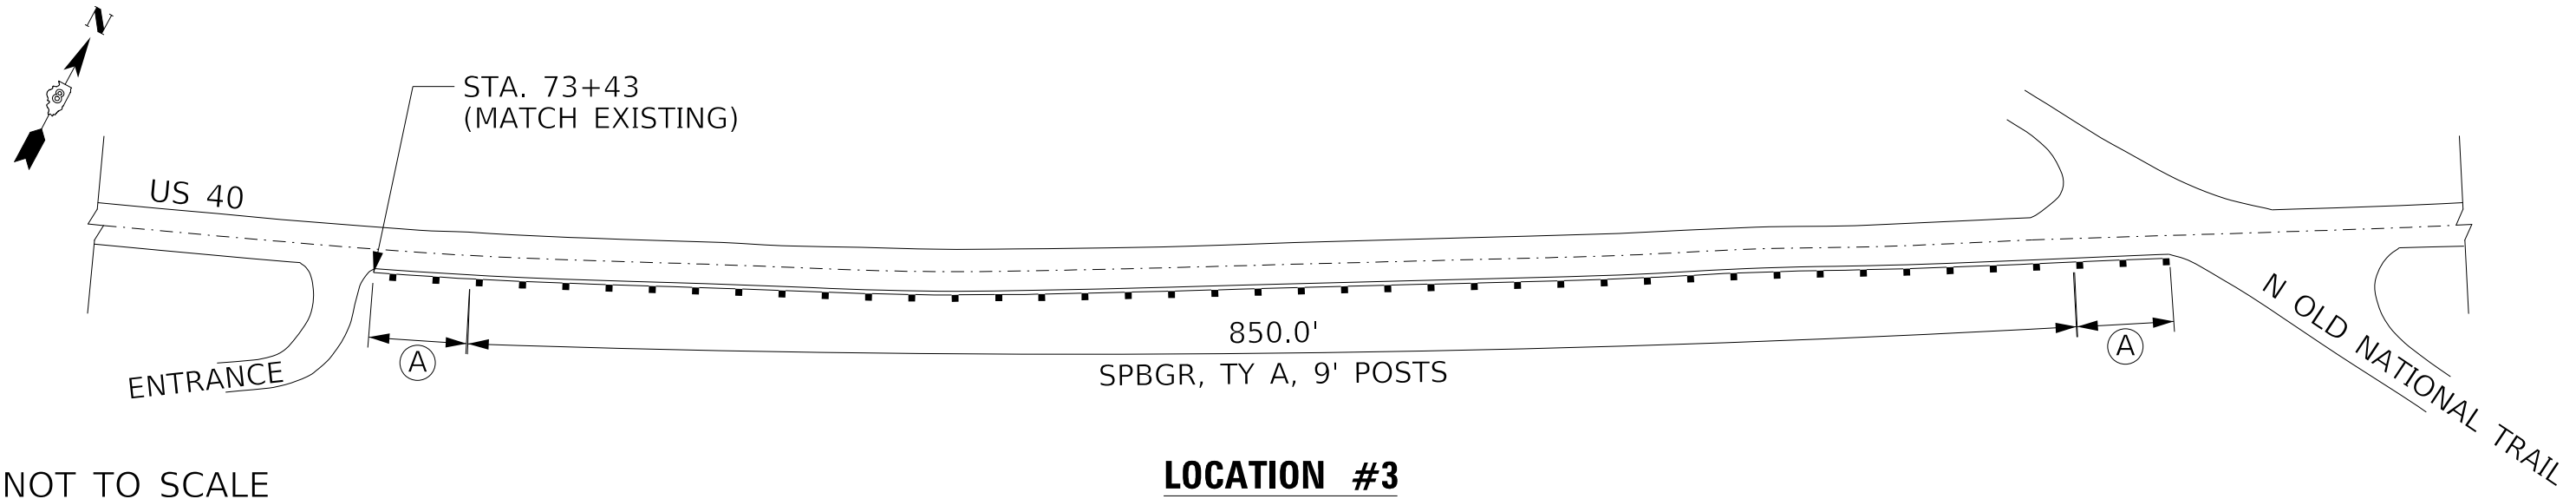 N
STA. 73+43
(MATCH EXISTING)
US 40
850.0'
SPBGR, TY A, 9' POSTS
A
A
ENTRANCE
N OLD NATIONAL TRAIL
NOT TO SCALE
LOCATION #3